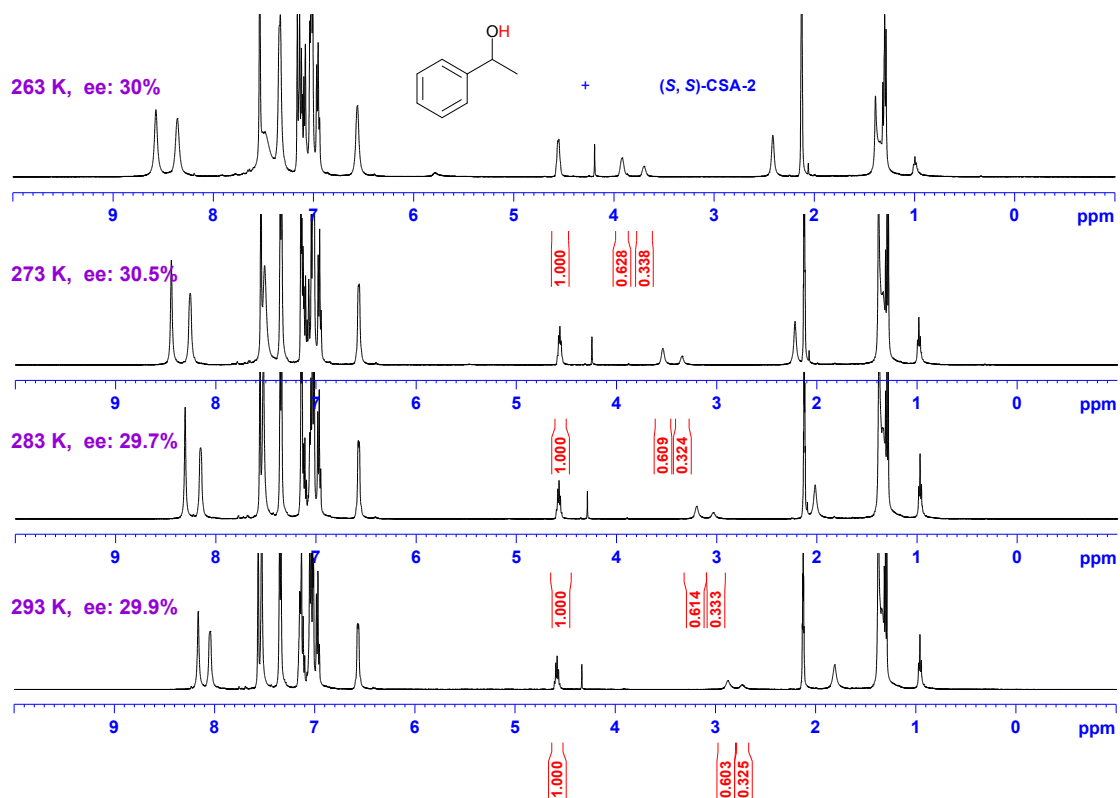 OH
263 K, ee: 30%
+ (S, S)-CSA-2
9 8 7 6 5 4 3 2 1 0 ppm
1.000 0.628 0.338
273 K, ee: 30.5%
9 8 7 6 5 4 3 2 1 0 ppm
1.000 0.609 0.324
283 K, ee: 29.7%
9 8 7 6 5 4 3 2 1 0 ppm
1.000 0.614 0.333
293 K, ee: 29.9%
9 8 7 6 5 4 3 2 1 0 ppm
1.000 0.603 0.325